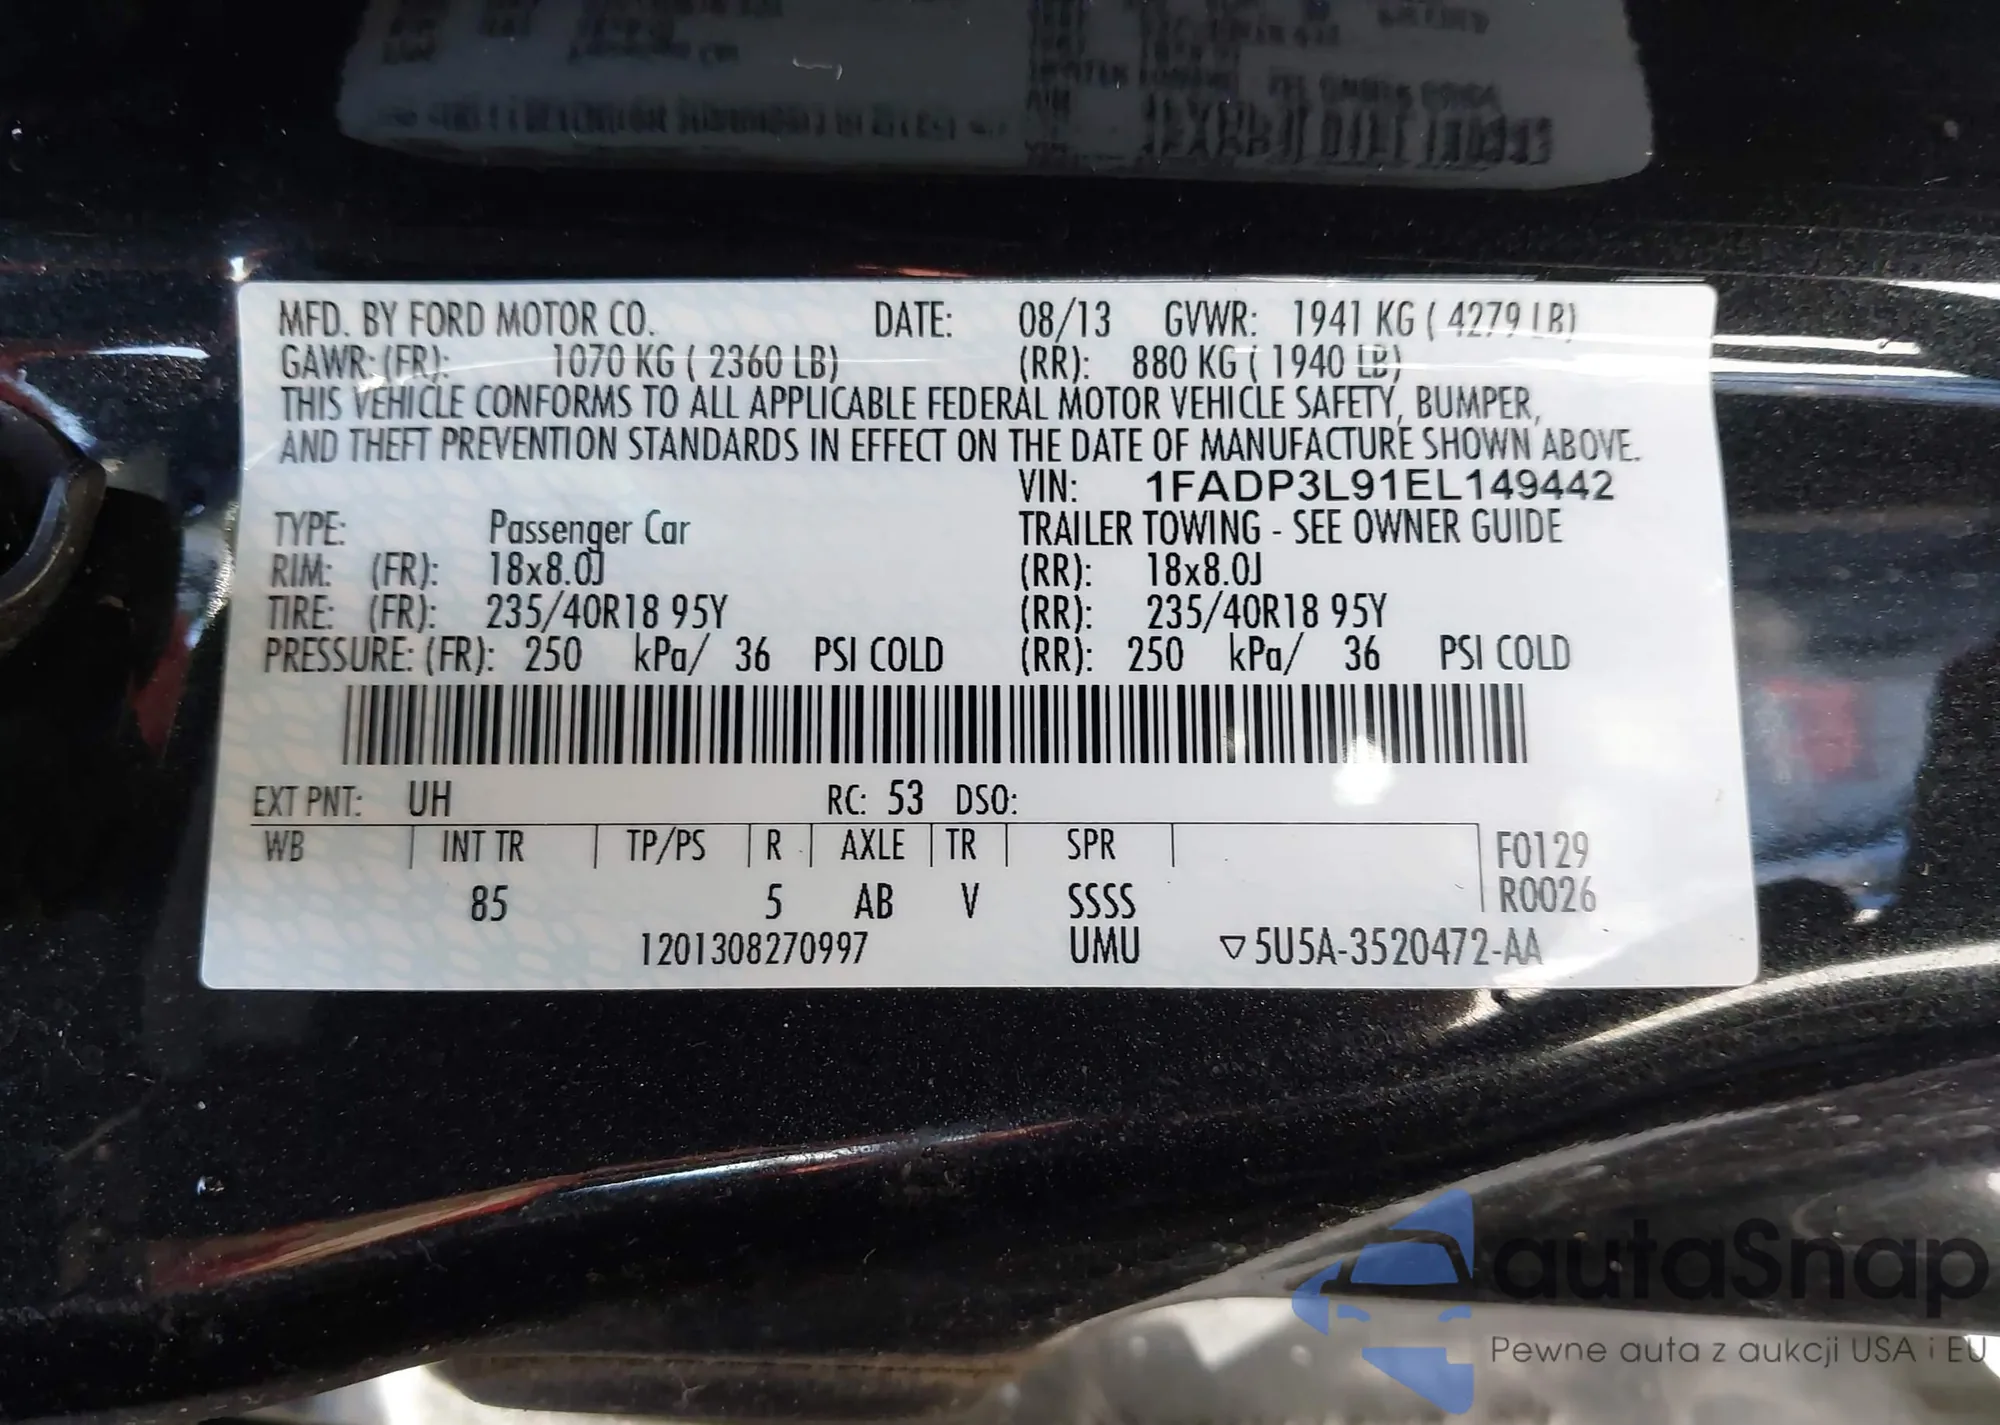 MFD. BY FORD MOTOR CO. DATE: 08/13 GVWR: 1941 KG ( 4279 LB)
GAWR: (FR): 1070 KG ( 2360 LB) (RR): 880 KG ( 1940 LB)
THIS VEHICLE CONFORMS TO ALL APPLICABLE FEDERAL MOTOR VEHICLE SAFETY, BUMPER,
AND THEFT PREVENTION STANDARDS IN EFFECT ON THE DATE OF MANUFACTURE SHOWN ABOVE.
VIN: 1FADP3L91EL149442
TYPE: Passenger Car TRAILER TOWING - SEE OWNER GUIDE
RIM: (FR): 18x8.0J (RR): 18x8.0J
TIRE: (FR): 235/40R18 95Y (RR): 235/40R18 95Y
PRESSURE: (FR): 250 kPa/ 36 PSI COLD (RR): 250 kPa/ 36 PSI COLD
EXT PNT: UH RC: 53 DSO:
WB INT TR TP/PS R AXLE TR SPR F0129
85 5 AB V SSSS R0026
1201308270997 UMU ▽5U5A-3520472-AA
autaSnap
Pewne auta z aukcji USA i EU